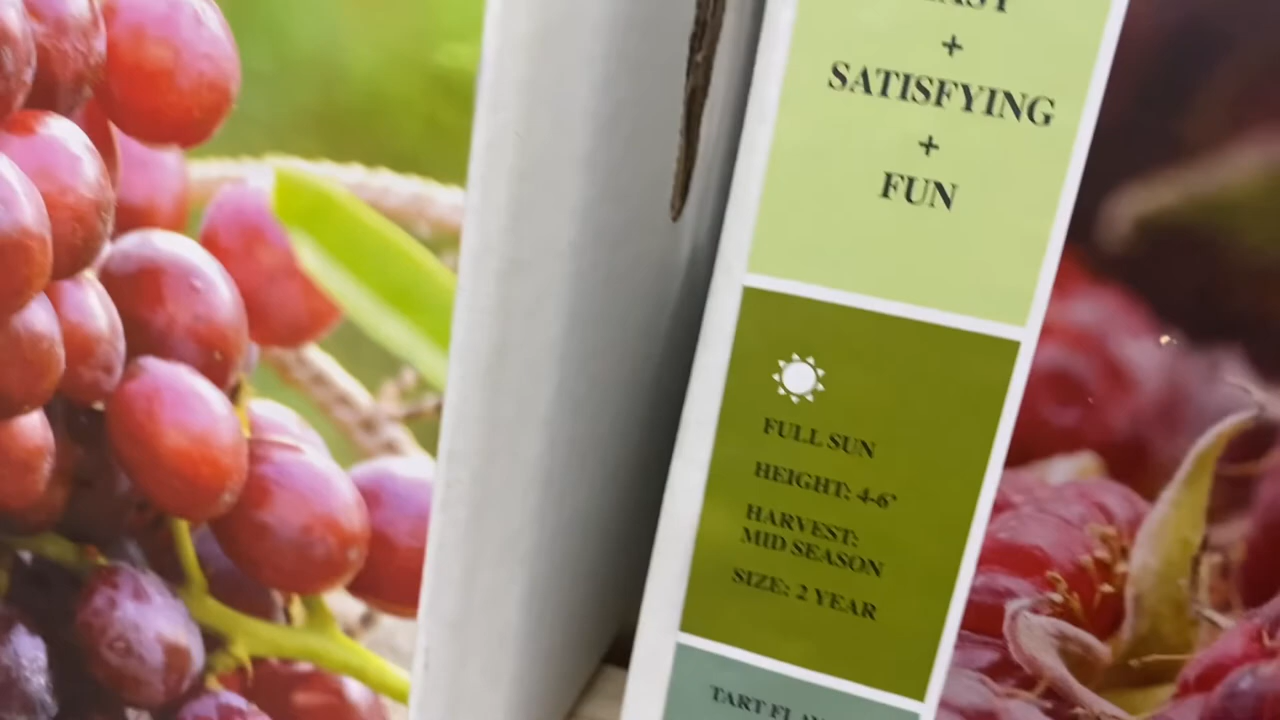 +
SATISFYING
+
FUN
FULL SUN
HEIGHT: 4-6'
HARVEST:
MID SEASON
SIZE: 2 YEAR
TART